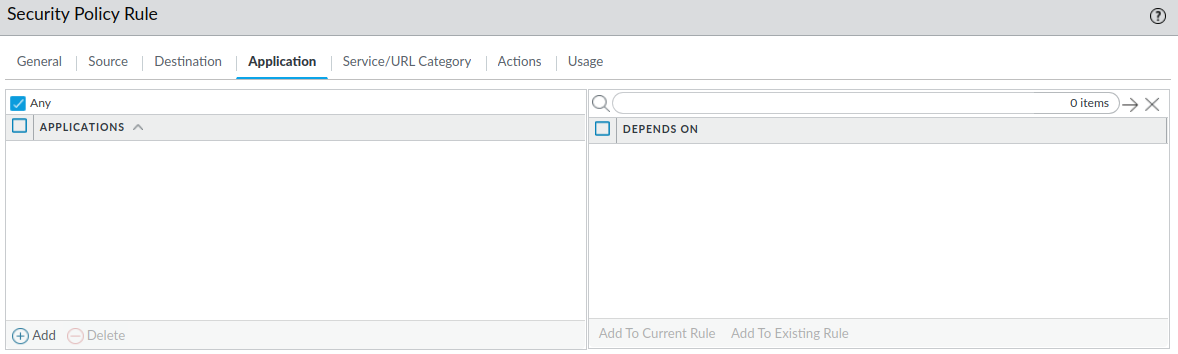 Security Policy Rule
General Source Destination Application Service/URL Category Actions Usage
Any
0 items
APPLICATIONS
DEPENDS ON
Add Delete
Add To Current Rule Add To Existing Rule